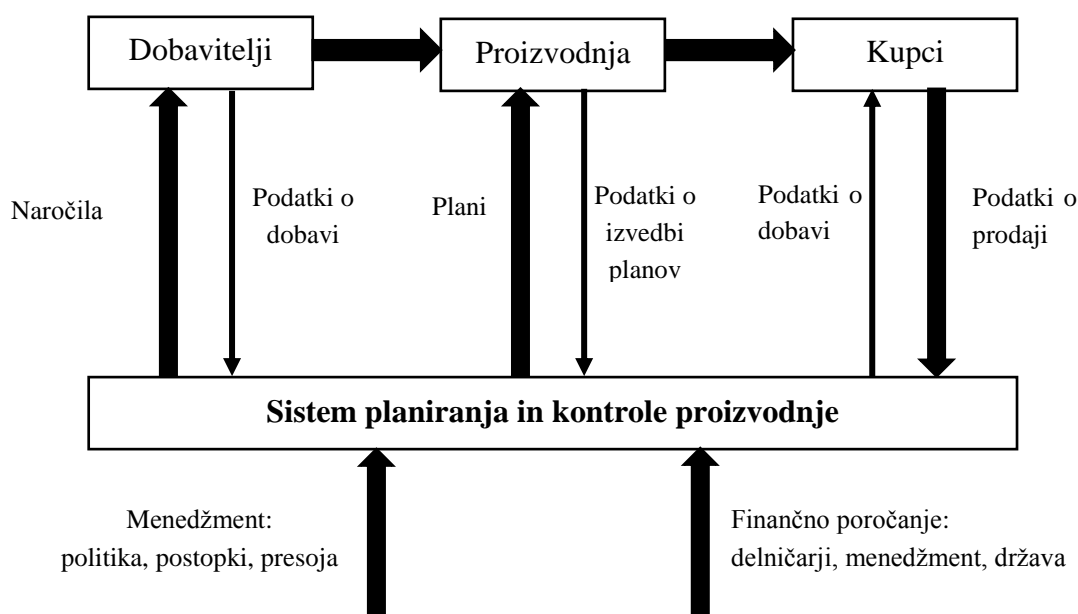 Dobavitelji
Proizvodnja
Kupci
Naročila
Podatki o
dobavi
Plani
Podatki o
izvedbi
planov
Podatki o
dobavi
Podatki o
prodaji
Sistem planiranja in kontrole proizvodnje
Menedžment:
politika, postopki, presoja
Finančno poročanje:
delničarji, menedžment, država